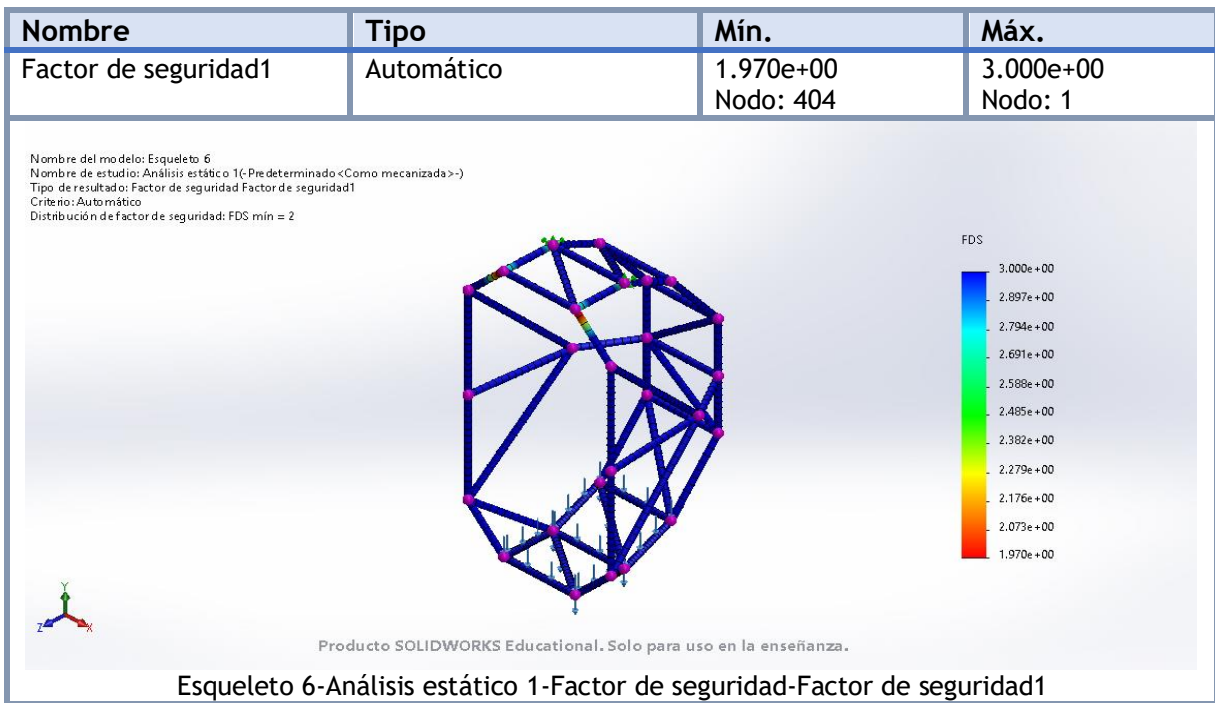 Nombre Tipo Mín. Máx.
Factor de seguridad1 Automático 1.970e+00 3.000e+00
Nodo: 404 Nodo: 1
Nombre del modelo: Esqueleto 6
Nombre de estudio: Análisis estático 1(-Predeterminado<Como mecanizada>-)
Tipo de resultado: Factor de seguridad Factor de seguridad1
Criterio: Automático
Distribución de factor de seguridad: FDS mín = 2
FDS
3.000e+00
2.897e+00
2.794e+00
2.691e+00
2.588e+00
2.485e+00
2.382e+00
2.279e+00
2.176e+00
2.073e+00
1.970e+00
Y
Z X
Producto SOLIDWORKS Educational. Solo para uso en la enseñanza.
Esqueleto 6-Análisis estático 1-Factor de seguridad-Factor de seguridad1